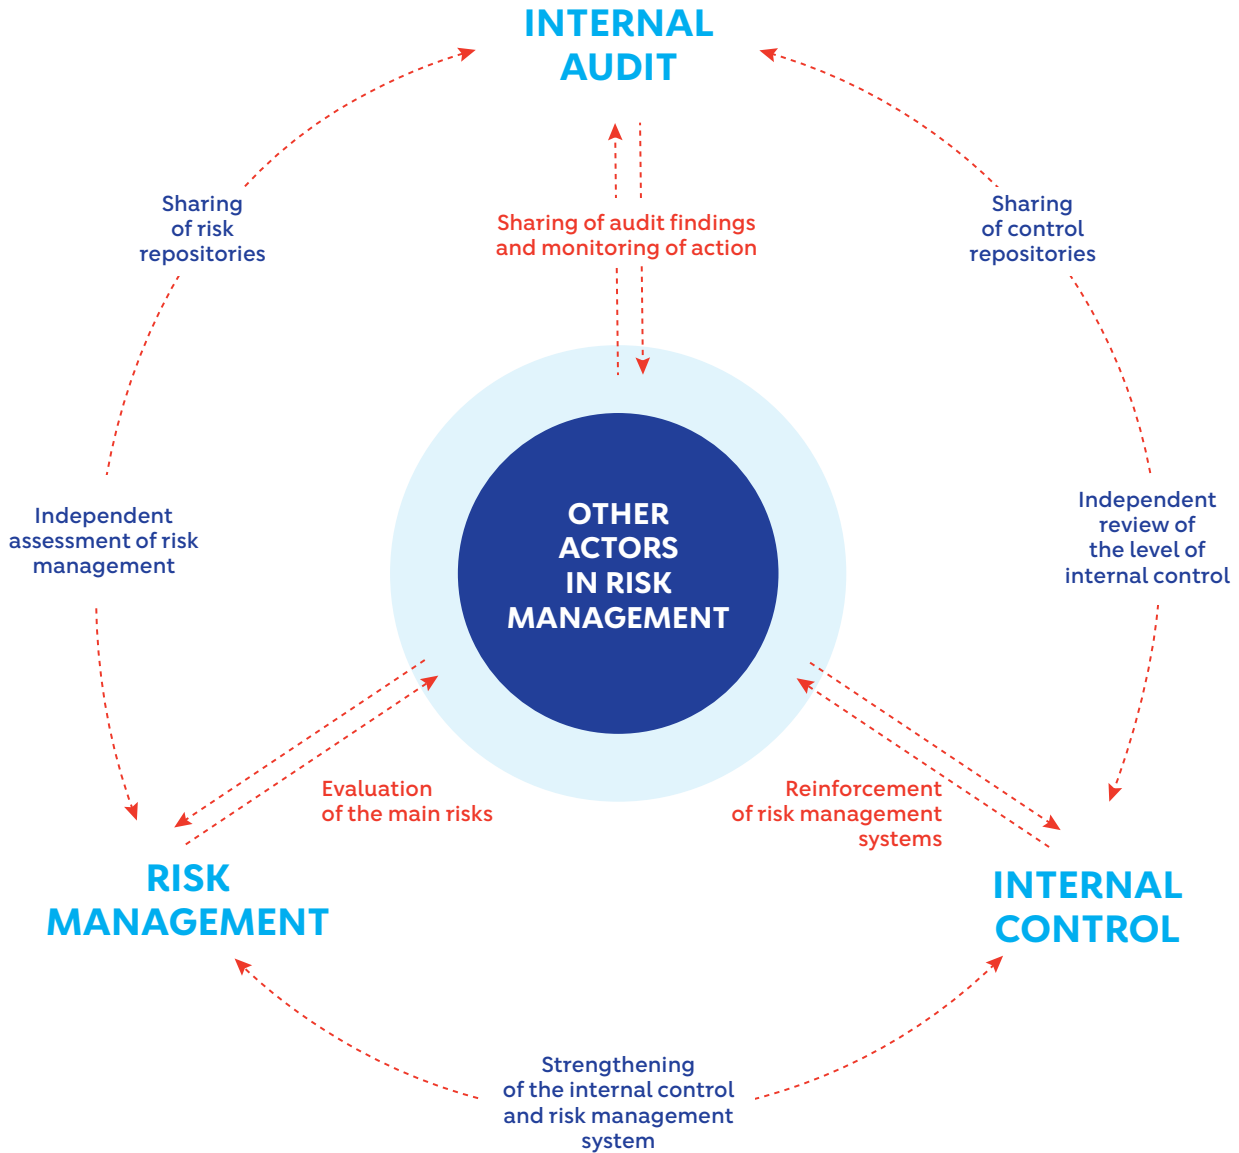 INTERNAL
AUDIT
Sharing
of risk
repositories
Sharing of audit findings
and monitoring of action
Sharing
of control
repositories
Independent
assessment of risk
management
OTHER
ACTORS
IN RISK
MANAGEMENT
Independent
review of
the level of
internal control
Evaluation
of the main risks
Reinforcement
of risk management
systems
RISK
MANAGEMENT
INTERNAL
CONTROL
Strengthening
of the internal control
and risk management
system